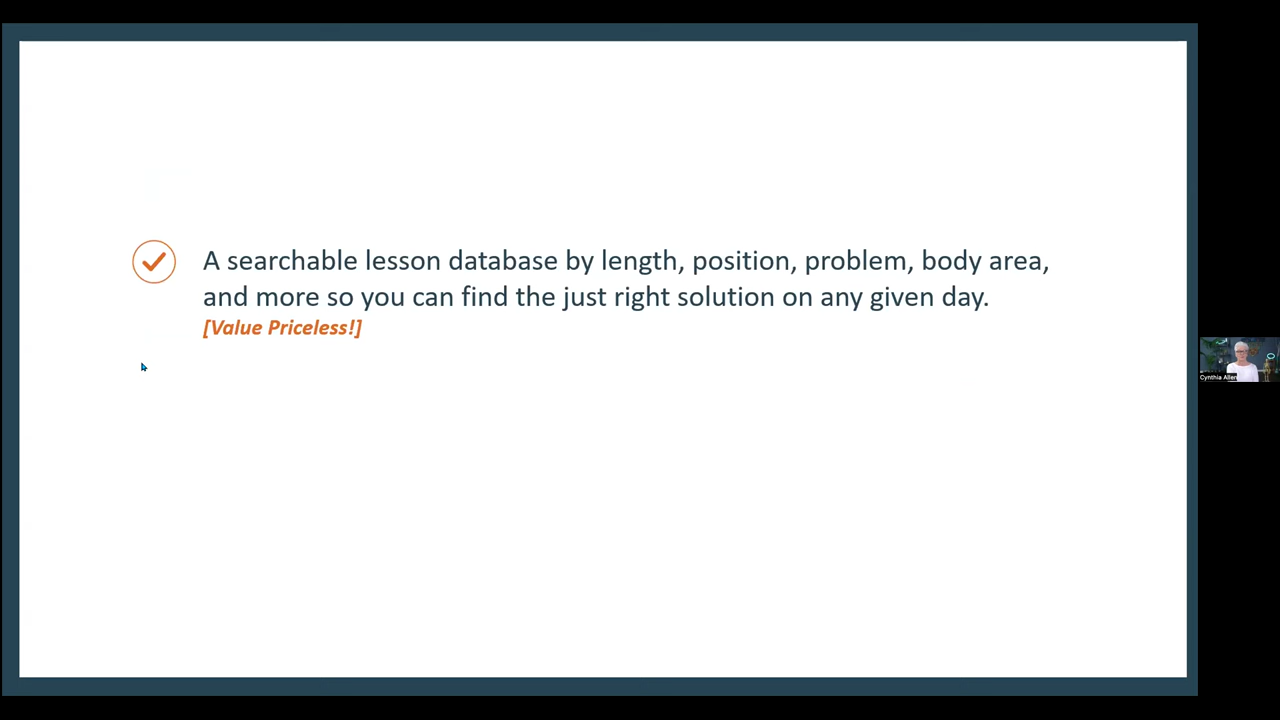 A searchable lesson database by length, position, problem, body area,
and more so you can find the just right solution on any given day.
[Value Priceless!]
Cynthia Allen